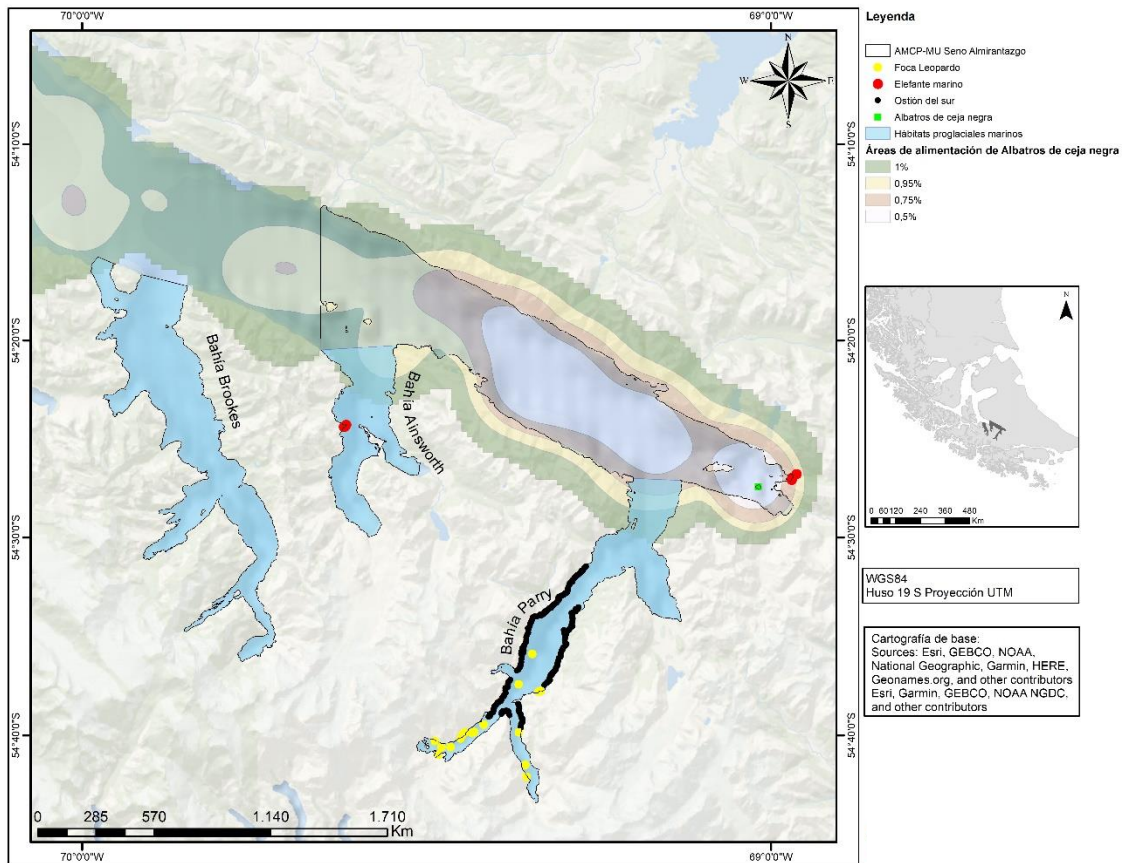 70°0'0"W
69°0'0"W
N
W
E
S
54°10'0"S
54°10'0"S
54°20'0"S
54°20'0"S
54°30'0"S
54°30'0"S
54°40'0"S
54°40'0"S
Bahía Brookes
Bahía Ainsworth
Bahía Parry
0 285 570 1.140 1.710
Km
70°0'0"W
69°0'0"W
Leyenda
AMCP-MU Seno Almirantazgo
Foca Leopardo
Elefante marino
Ostión del sur
Albatros de ceja negra
Hábitats proglaciales marinos
Áreas de alimentación de Albatros de ceja negra
1%
0,95%
0,75%
0,5%
N
0 60 120 240 360 480
Km
WGS84
Huso 19 S Proyección UTM
Cartografía de base:
Sources: Esri, GEBCO, NOAA,
National Geographic, Garmin, HERE,
Geonames.org, and other contributors
Esri, Garmin, GEBCO, NOAA NGDC,
and other contributors